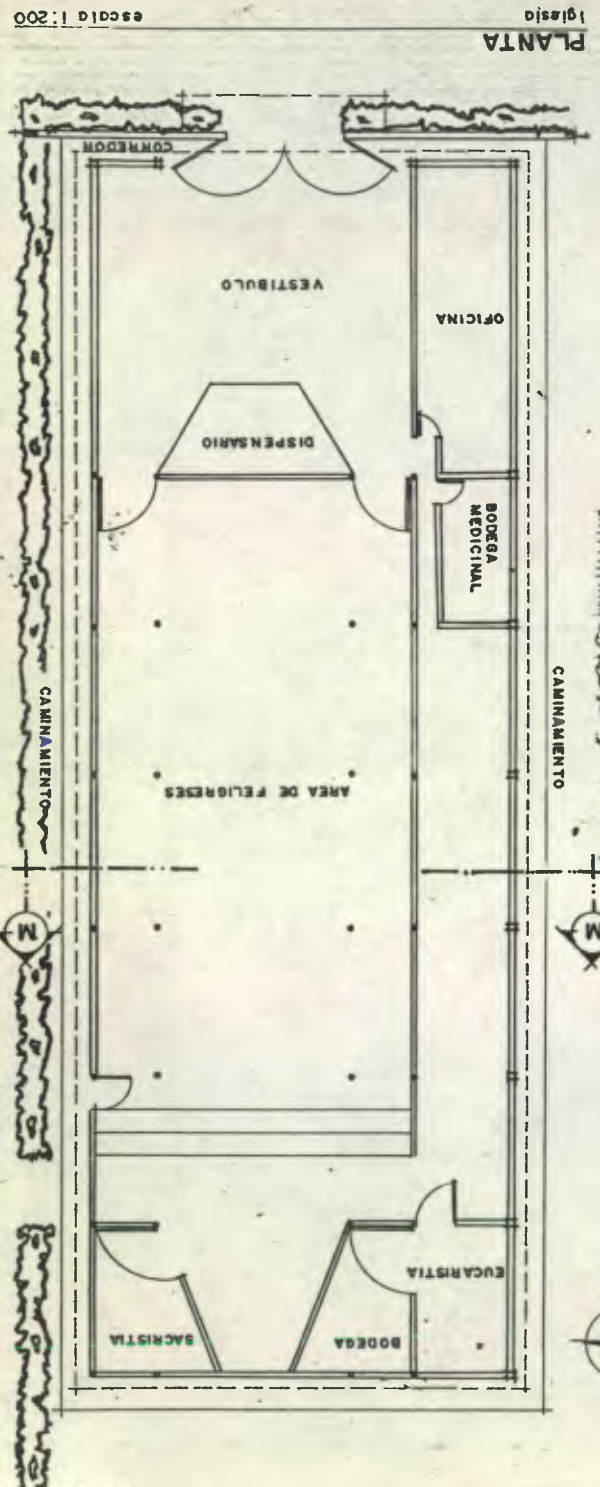 PLANTA
iglesia
escala 1:200
SACRISTIA
BODEGA
EUCARISTIA
M
M
AREA DE FELIGRESES
CAMINAMIENTO
CAMINAMIENTO
BODEGA
MEDICINAL
DISPENSARIO
OFICINA
VESTIBULO
CORREDOR